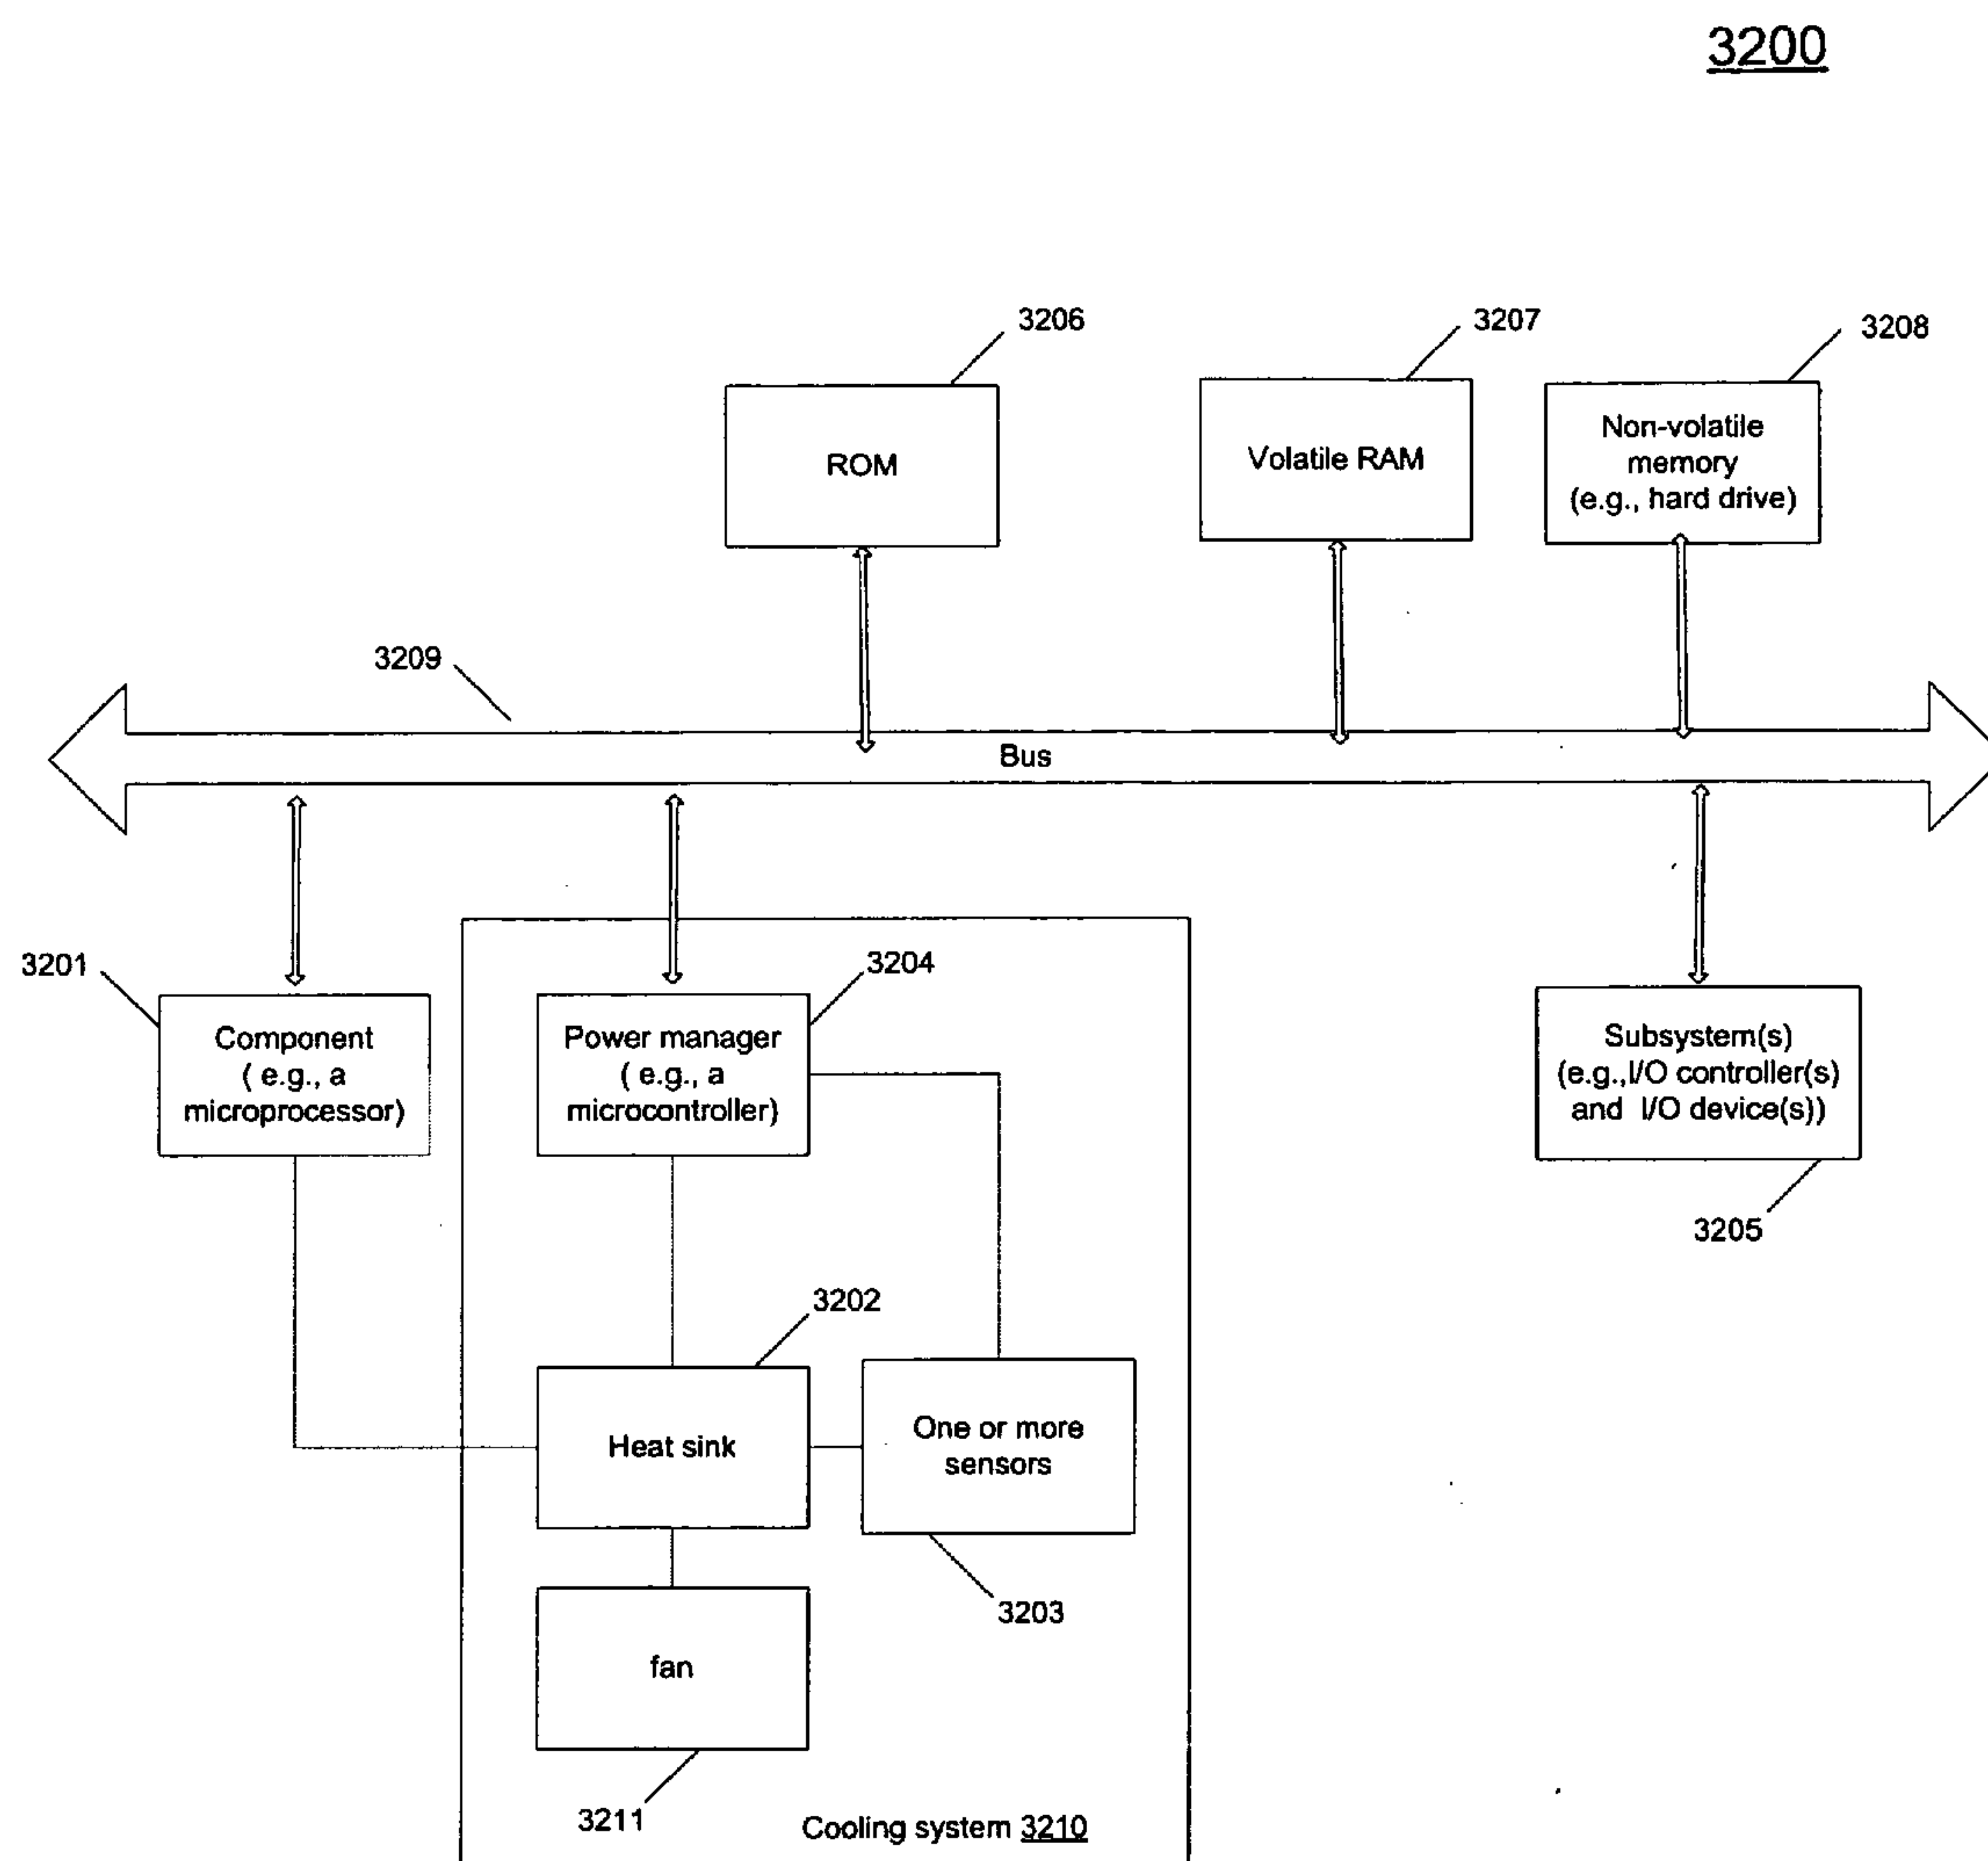 3200
3206
3207
3208
ROM
Volatile RAM
Non-volatile
memory
(e.g., hard drive)
3209
Bus
3201
3204
Component
( e.g., a
microprocessor)
Power manager
( e.g., a
microcontroller)
Subsystem(s)
(e.g.,I/O controller(s)
and I/O device(s))
3205
3202
Heat sink
One or more
sensors
3203
fan
3211
Cooling system 3210